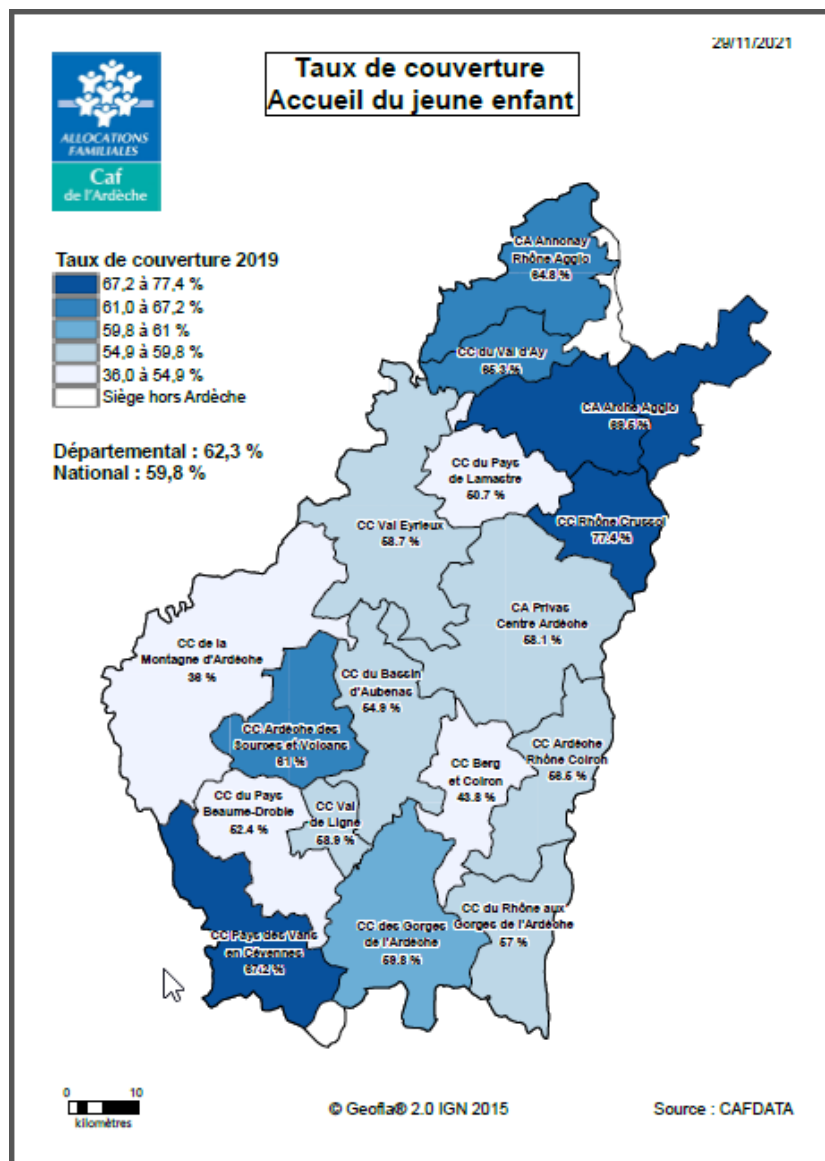 29/11/2021
Taux de couverture
Accueil du jeune enfant
ALLOCATIONS
FAMILIALES
Caf
de l'Ardèche
Taux de couverture 2019
67,2 à 77,4 %
61,0 à 67,2 %
59,8 à 61 %
54,9 à 59,8 %
36,0 à 54,9 %
Siège hors Ardèche
Départemental : 62,3 %
National : 59,8 %
CA Annonay
Rhône Agglo
64.8 %
CC du Val d'Ay
65.3 %
CA Arche Agglo
CC du Pays
de Lamastre
50.7 %
CC Rhône Crussol
77.4 %
CC Val Eyrieux
58.7 %
CA Privas
Centre Ardèche
58.1 %
CC de la
Montagne d'Ardèche
36 %
CC du Bassin
d'Aubenas
54.9 %
CC Ardèche des
Sources et Volcans
61 %
CC Berg
et Coiron
43.8 %
CC Ardèche
Rhône Coiron
56.5 %
CC du Pays
Beaume-Drobie
52.4 %
CC Val
de Ligne
58.9 %
CC Pays des Vans
en Cévennes
67.2 %
CC des Gorges
de l'Ardèche
59.8 %
CC du Rhône aux
Gorges de l'Ardèche
57 %
0 10
kilomètres
© Geofla® 2.0 IGN 2015
Source : CAFDATA